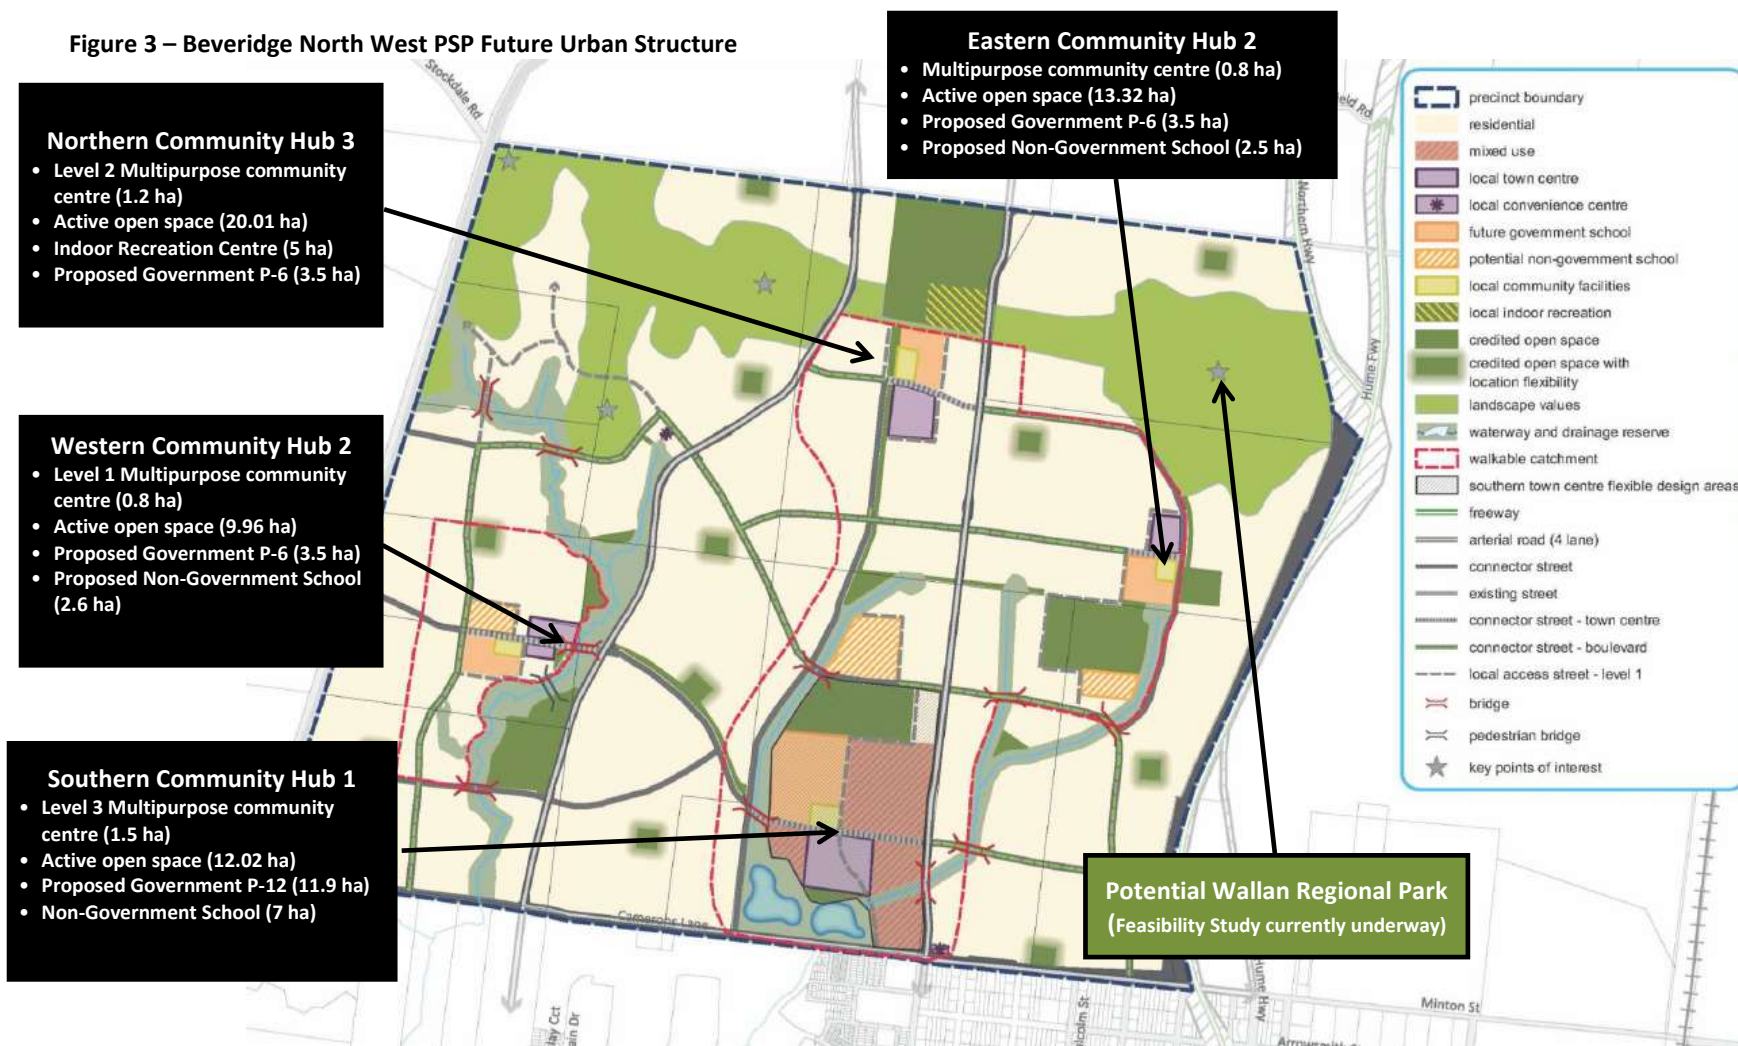 Figure 3 – Beveridge North West PSP Future Urban Structure
Eastern Community Hub 2
• Multipurpose community centre (0.8 ha)
• Active open space (13.32 ha)
• Proposed Government P-6 (3.5 ha)
• Proposed Non-Government School (2.5 ha)
Northern Community Hub 3
• Level 2 Multipurpose community
centre (1.2 ha)
• Active open space (20.01 ha)
• Indoor Recreation Centre (5 ha)
• Proposed Government P-6 (3.5 ha)
Western Community Hub 2
• Level 1 Multipurpose community
centre (0.8 ha)
• Active open space (9.96 ha)
• Proposed Government P-6 (3.5 ha)
• Proposed Non-Government School
(2.6 ha)
Southern Community Hub 1
• Level 3 Multipurpose community
centre (1.5 ha)
• Active open space (12.02 ha)
• Proposed Government P-12 (11.9 ha)
• Non-Government School (7 ha)
Potential Wallan Regional Park
(Feasibility Study currently underway)
precinct boundary
residential
mixed use
local town centre
local convenience centre
future government school
potential non-government school
local community facilities
local indoor recreation
credited open space
credited open space with
location flexibility
landscape values
waterway and drainage reserve
walkable catchment
southern town centre flexible design areas
freeway
arterial road (4 lane)
connector street
existing street
connector street - town centre
connector street - boulevard
local access street - level 1
bridge
pedestrian bridge
key points of interest
Stockdale Rd
Northern Hwy
Hume Fwy
Camerons Lane
Hume Hwy
Minton St